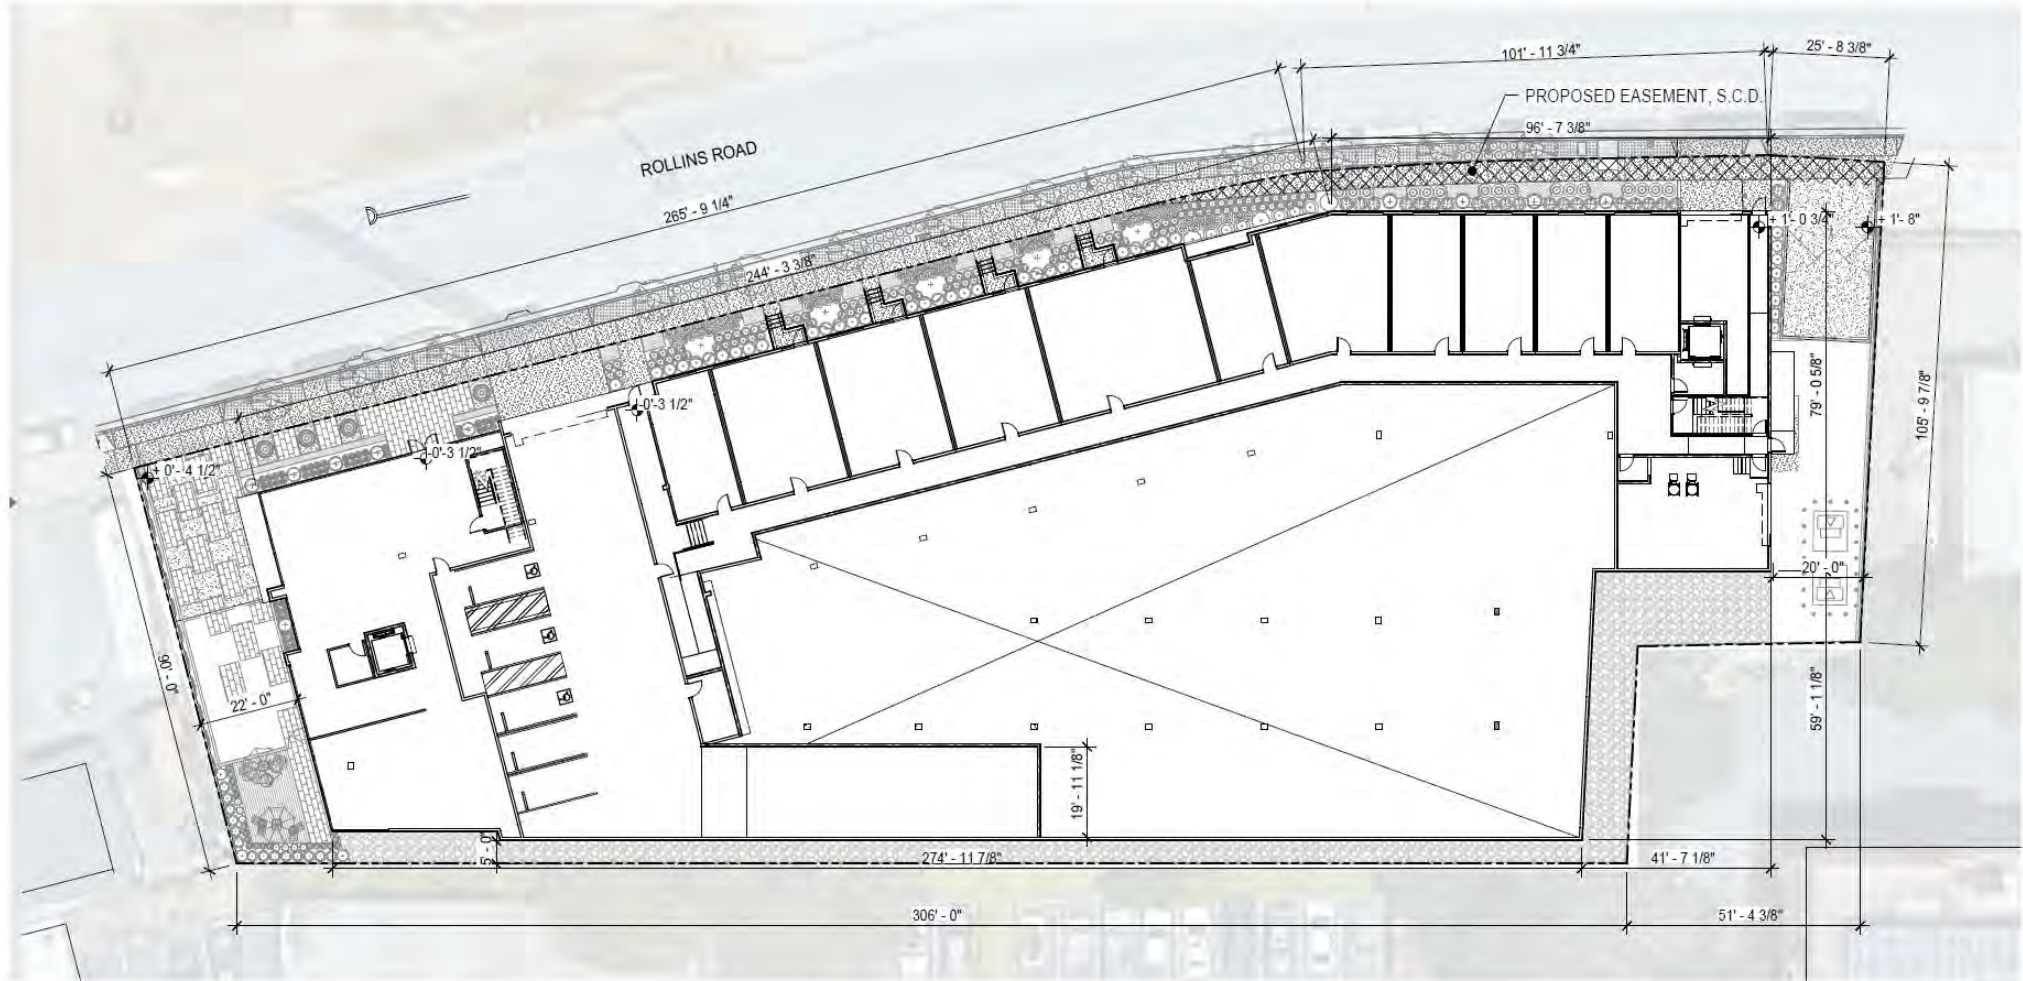 101' - 11 3/4"
25' - 8 3/8"
PROPOSED EASEMENT, S.C.D.
96' - 7 3/8"
ROLLINS ROAD
265' - 9 1/4"
244' - 3 3/8"
+ 1'- 0 3/4"
+ 1'- 8"
-0'-3 1/2"
-0'-3 1/2"
+ 0'- 4 1/2"
79' - 0 5/8"
105' - 9 7/8"
20' - 0"
90' - 0"
22' - 0"
59' - 1 1/8"
19' - 11 1/8"
5' - 0
274' - 11 7/8"
41' - 7 1/8"
306' - 0"
51' - 4 3/8"